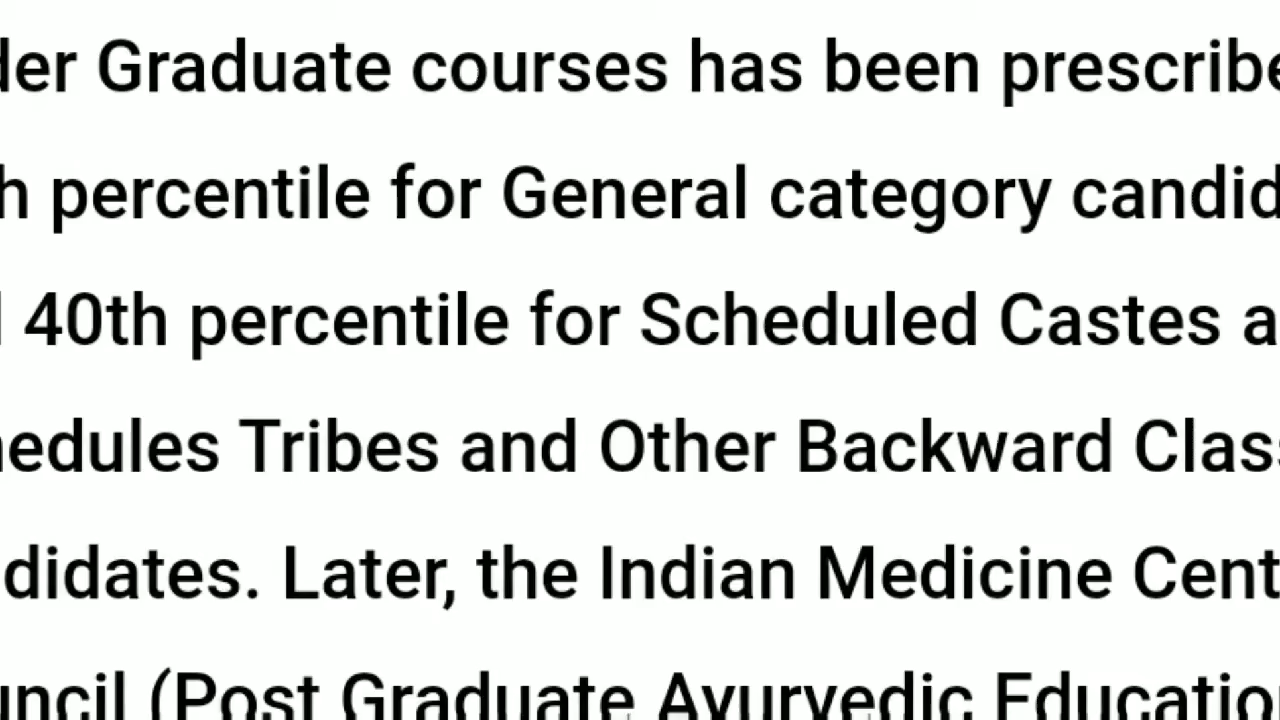 der Graduate courses has been prescribe
h percentile for General category candid
40th percentile for Scheduled Castes a
hedules Tribes and Other Backward Class
didates. Later, the Indian Medicine Cent
uncil (Post Graduate Ayurvedic Education